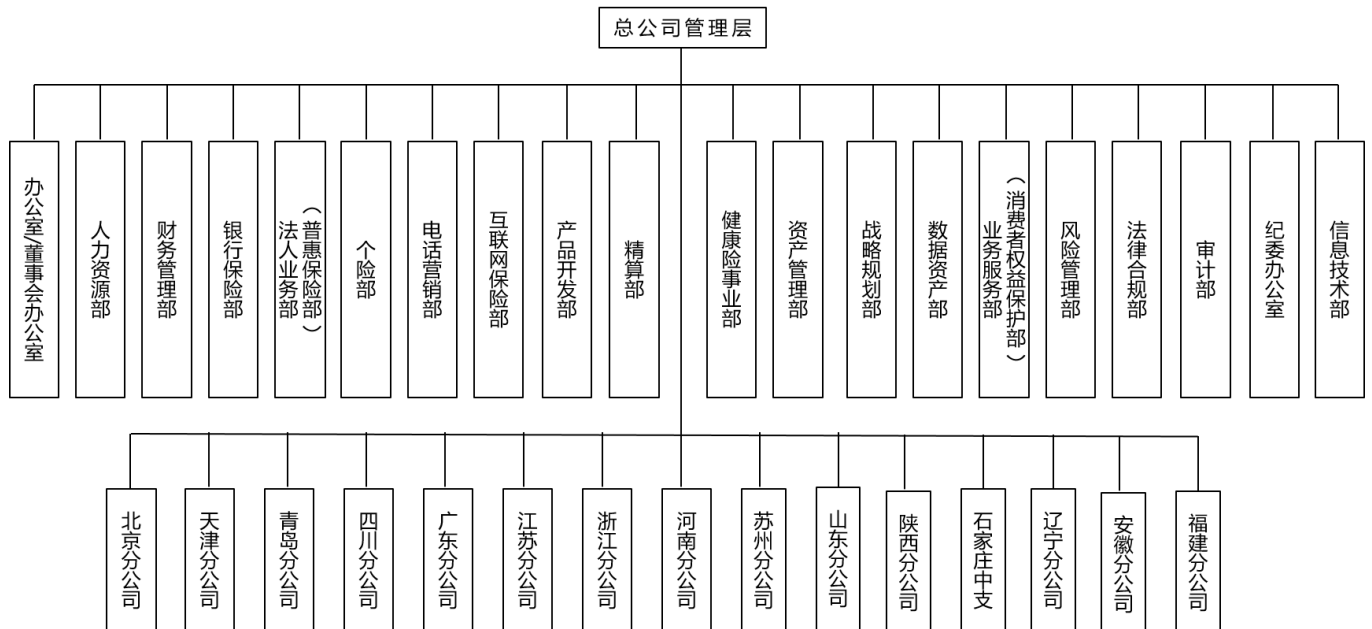 总公司管理层
办公室/董事会办公室
人力资源部
财务管理部
银行保险部
法人业务部
（普惠保险部）
个险部
电话营销部
互联网保险部
产品开发部
精算部
健康险事业部
资产管理部
战略规划部
数据资产部
业务服务部
（消费者权益保护部）
风险管理部
法律合规部
审计部
纪委办公室
信息技术部
北京分公司
天津分公司
青岛分公司
四川分公司
广东分公司
江苏分公司
浙江分公司
河南分公司
苏州分公司
山东分公司
陕西分公司
石家庄中支
辽宁分公司
安徽分公司
福建分公司